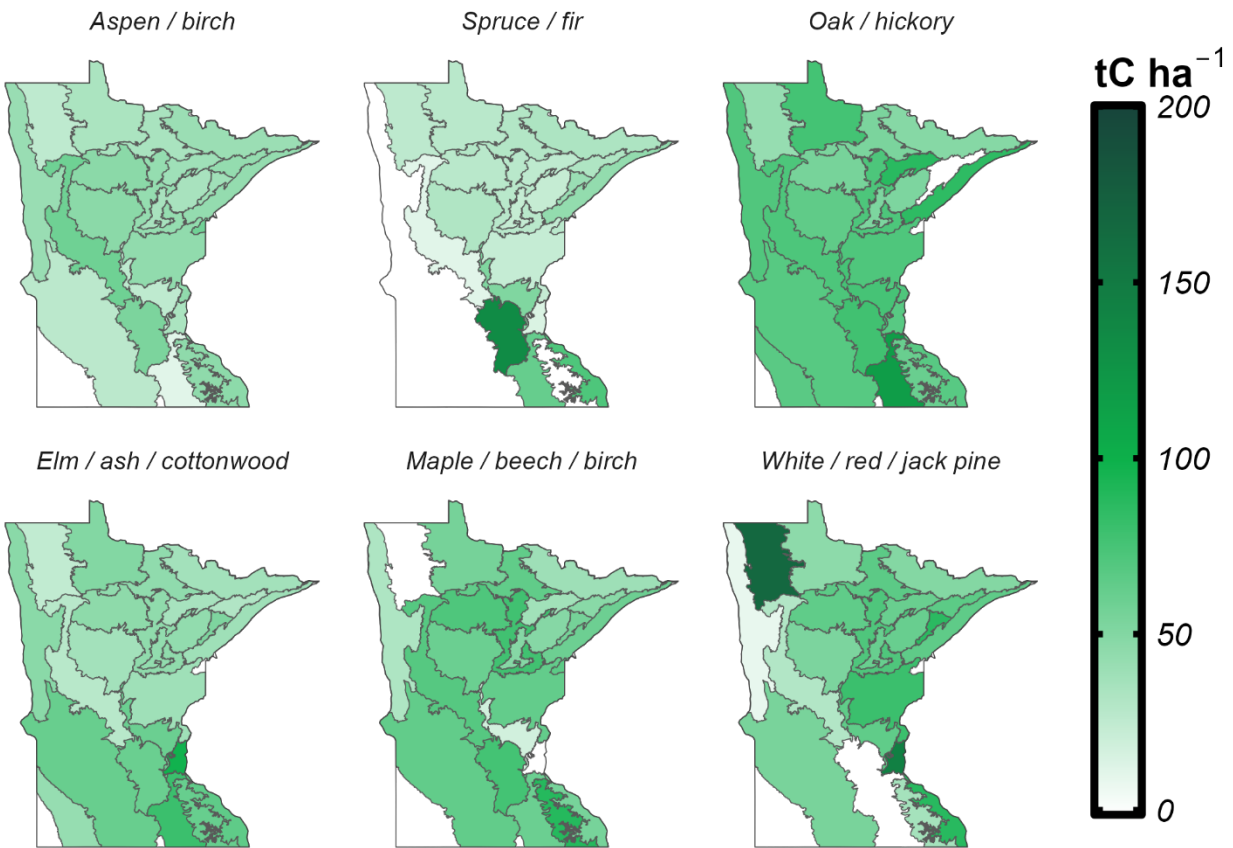 Aspen / birch
Spruce / fir
Oak / hickory
tC ha⁻¹
200
150
100
50
0
Elm / ash / cottonwood
Maple / beech / birch
White / red / jack pine